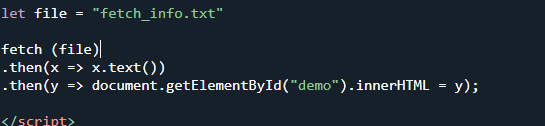 let file = "fetch_info.txt"
fetch (file)
.then(x => x.text())
.then(y => document.getElementById("demo").innerHTML = y);
</script>